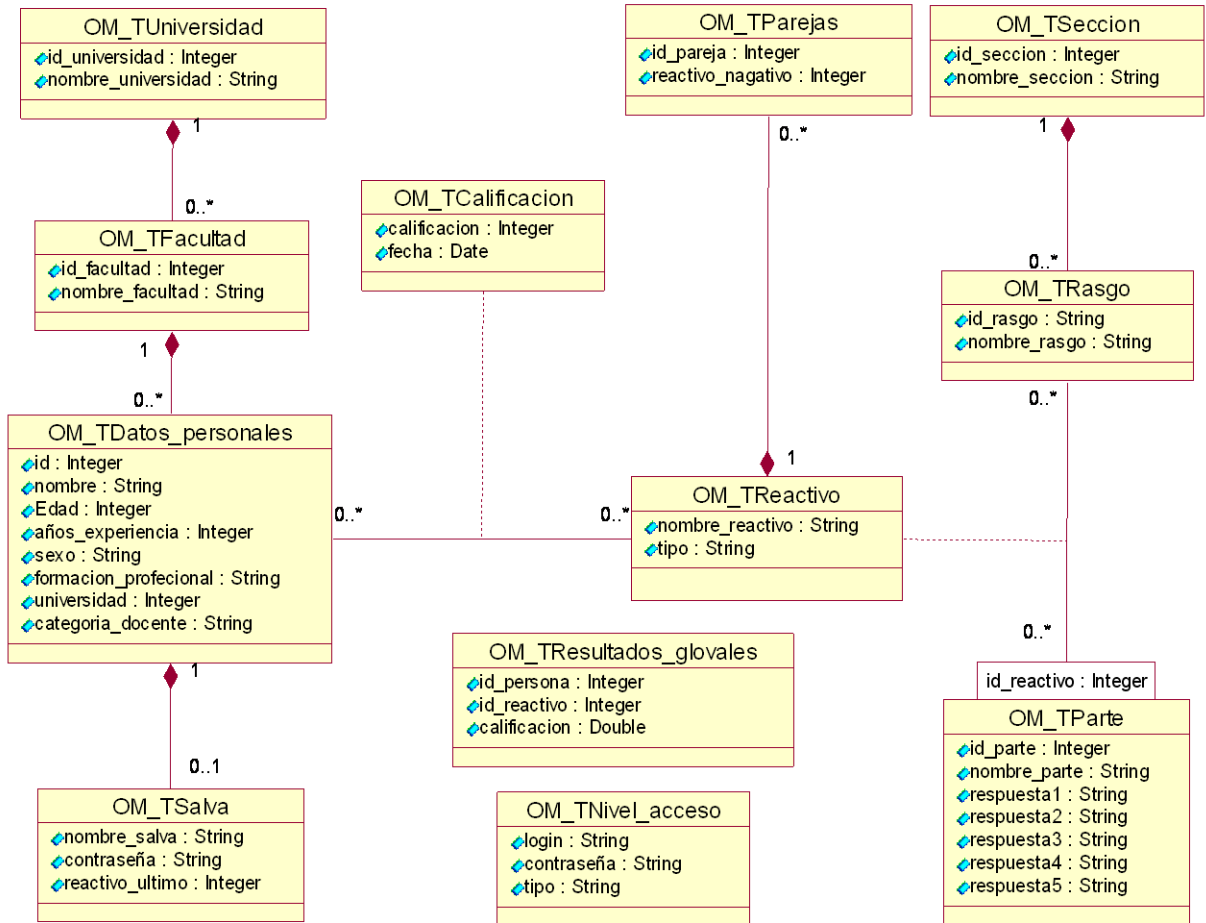 OM_TUniversidad
id_universidad : Integer
nombre_universidad : String
1
0..*
OM_TFacultad
id_facultad : Integer
nombre_facultad : String
1
0..*
OM_TDatos_personales
id : Integer
nombre : String
Edad : Integer
años_experiencia : Integer
sexo : String
formacion_profecional : String
universidad : Integer
categoria_docente : String
0..*
0..*
1
0..1
OM_TSalva
nombre_salva : String
contraseña : String
reactivo_ultimo : Integer
OM_TCalificacion
calificacion : Integer
fecha : Date
OM_TParejas
id_pareja : Integer
reactivo_nagativo : Integer
0..*
1
OM_TReactivo
nombre_reactivo : String
tipo : String
OM_TResultados_glovales
id_persona : Integer
id_reactivo : Integer
calificacion : Double
OM_TNivel_acceso
login : String
contraseña : String
tipo : String
OM_TSeccion
id_seccion : Integer
nombre_seccion : String
1
0..*
OM_TRasgo
id_rasgo : String
nombre_rasgo : String
0..*
0..*
id_reactivo : Integer
OM_TParte
id_parte : Integer
nombre_parte : String
respuesta1 : String
respuesta2 : String
respuesta3 : String
respuesta4 : String
respuesta5 : String